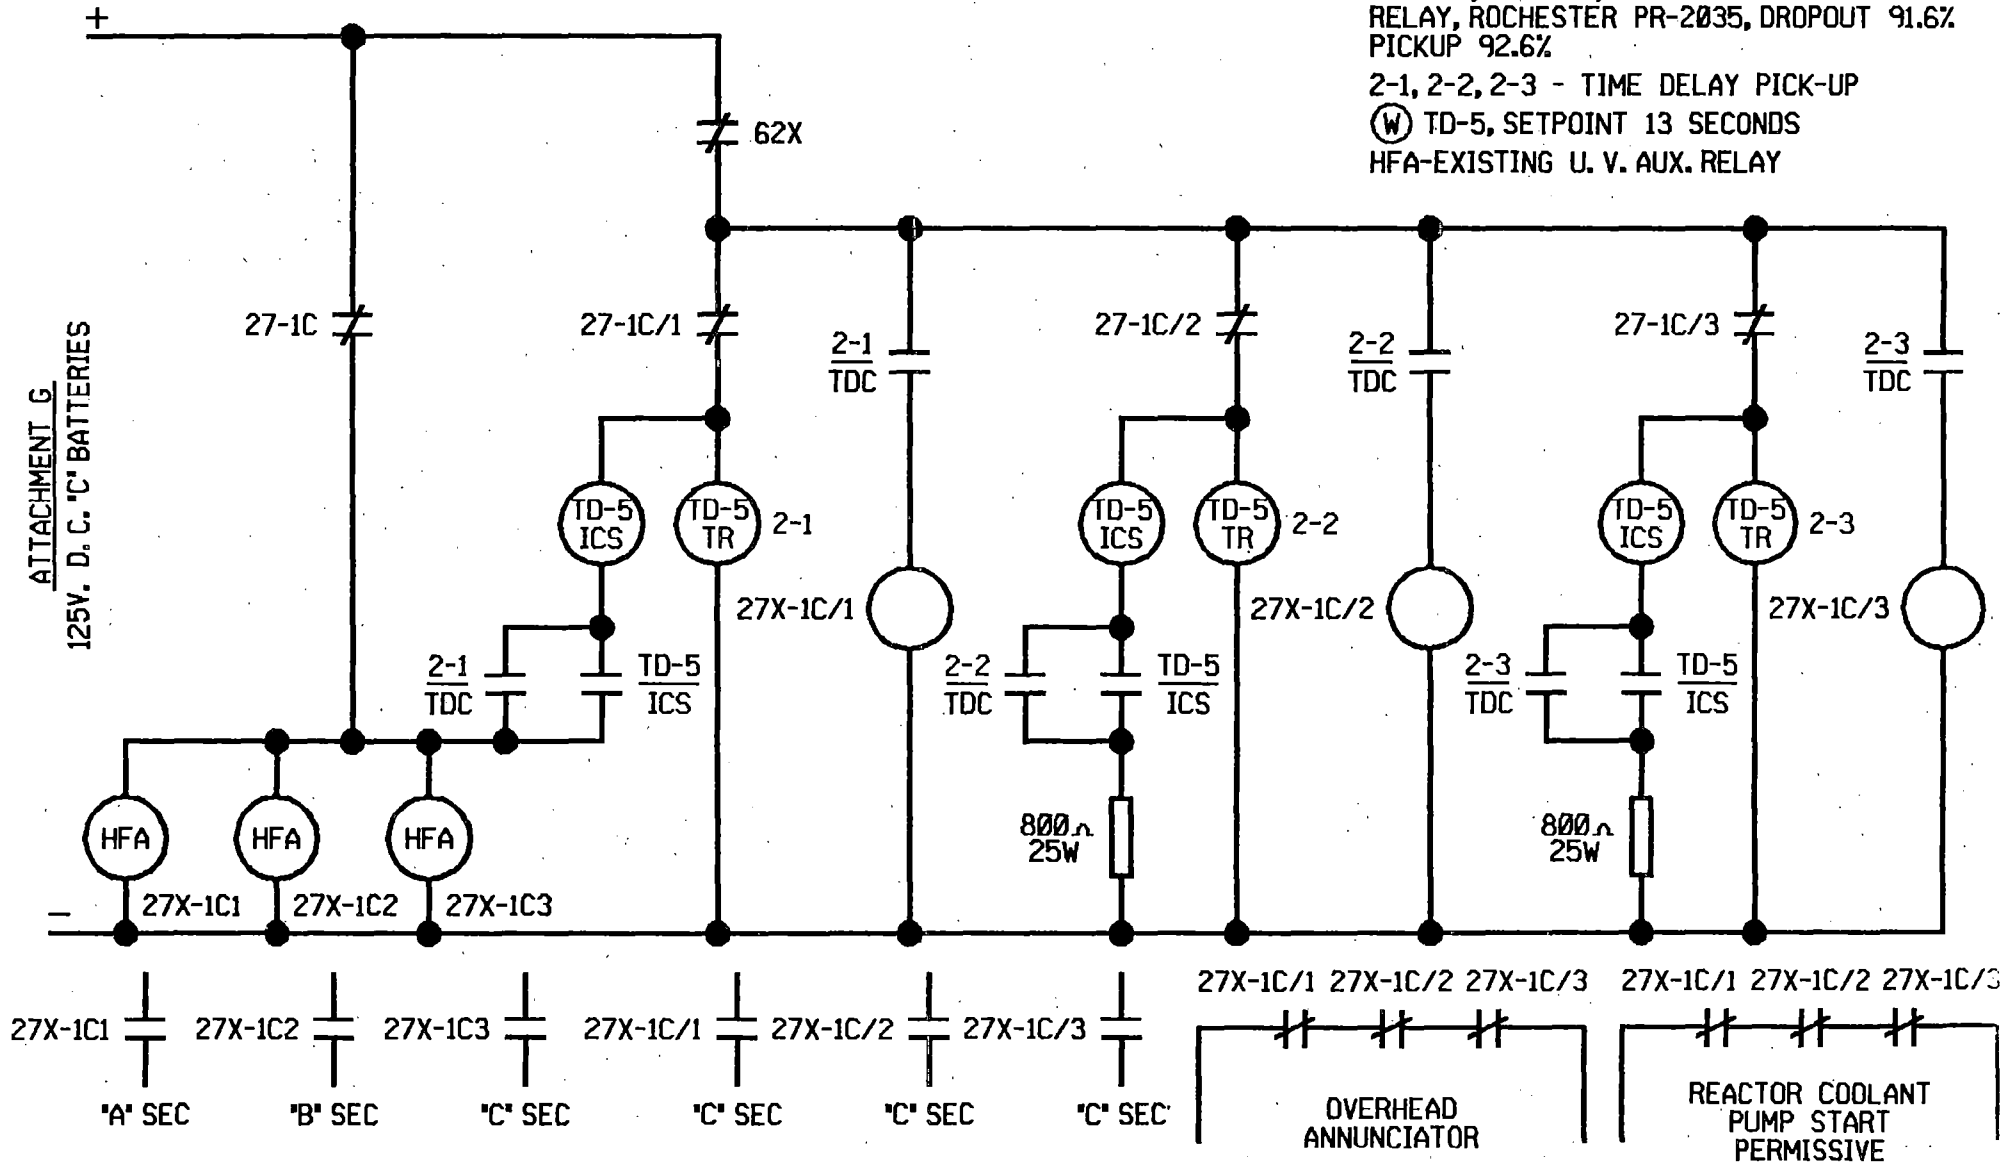 +
RELAY, ROCHESTER PR-2035, DROPOUT 91.6%
PICKUP 92.6%
2-1, 2-2, 2-3 - TIME DELAY PICK-UP
W TD-5, SETPOINT 13 SECONDS
HFA-EXISTING U. V. AUX. RELAY
62X
ATTACHMENT G
125V. D. C. "C" BATTERIES
27-1C
27-1C/1
2-1
TDC
27-1C/2
2-2
TDC
27-1C/3
2-3
TDC
TD-5
ICS
TD-5
TR
2-1
TD-5
ICS
TD-5
TR
2-2
TD-5
ICS
TD-5
TR
2-3
27X-1C/1
27X-1C/2
27X-1C/3
2-1
TDC
TD-5
ICS
2-2
TDC
TD-5
ICS
2-3
TDC
TD-5
ICS
HFA
HFA
HFA
800Ω
25W
800Ω
25W
27X-1C1
27X-1C2
27X-1C3
−
27X-1C/1 27X-1C/2 27X-1C/3
27X-1C/1 27X-1C/2 27X-1C/3
27X-1C1
27X-1C2
27X-1C3
27X-1C/1
27X-1C/2
27X-1C/3
"A" SEC
"B" SEC
"C" SEC
"C" SEC
"C" SEC
"C" SEC
OVERHEAD
ANNUNCIATOR
REACTOR COOLANT
PUMP START
PERMISSIVE